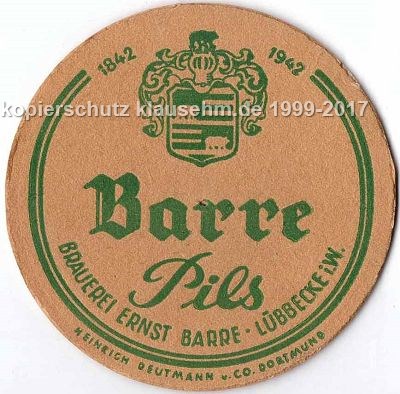 1842 1942
kopierschutz klausehm.de 1999-2017
Barre
Pils
BRAUEREI ERNST BARRE · LÜBBECKE i.W.
HEINRICH DEUTMANN u. CO. DORTMUND